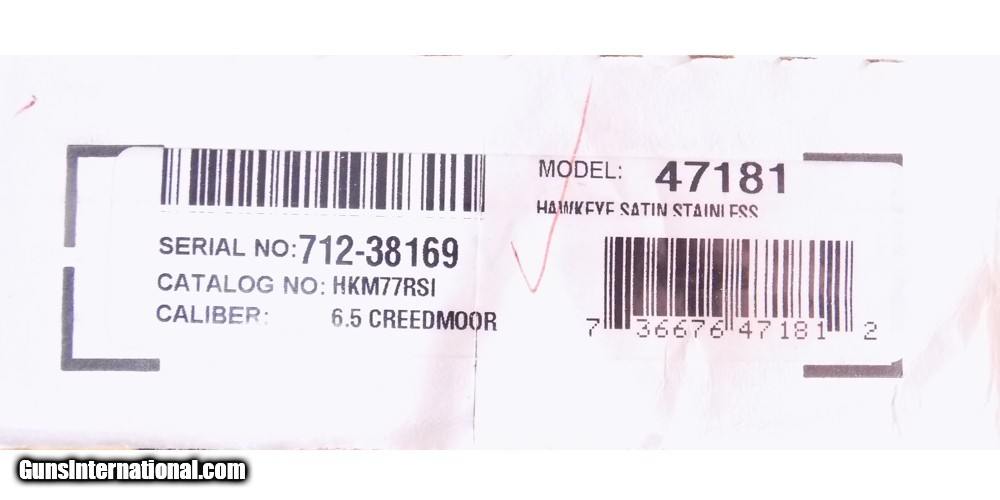 SERIAL NO: 712-38169
CATALOG NO: HKM77RSI
CALIBER: 6.5 CREEDMOOR
MODEL: 47181
HAWKEYE SATIN STAINLESS
7 36676 47181 2
GunsInternational.com